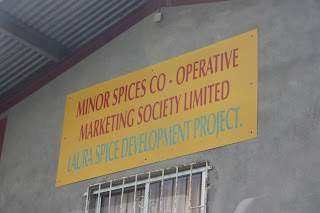 MINOR SPICES CO - OPERATIVE
MARKETING SOCIETY LIMITED
LAURA SPICE DEVELOPMENT PROJECT.